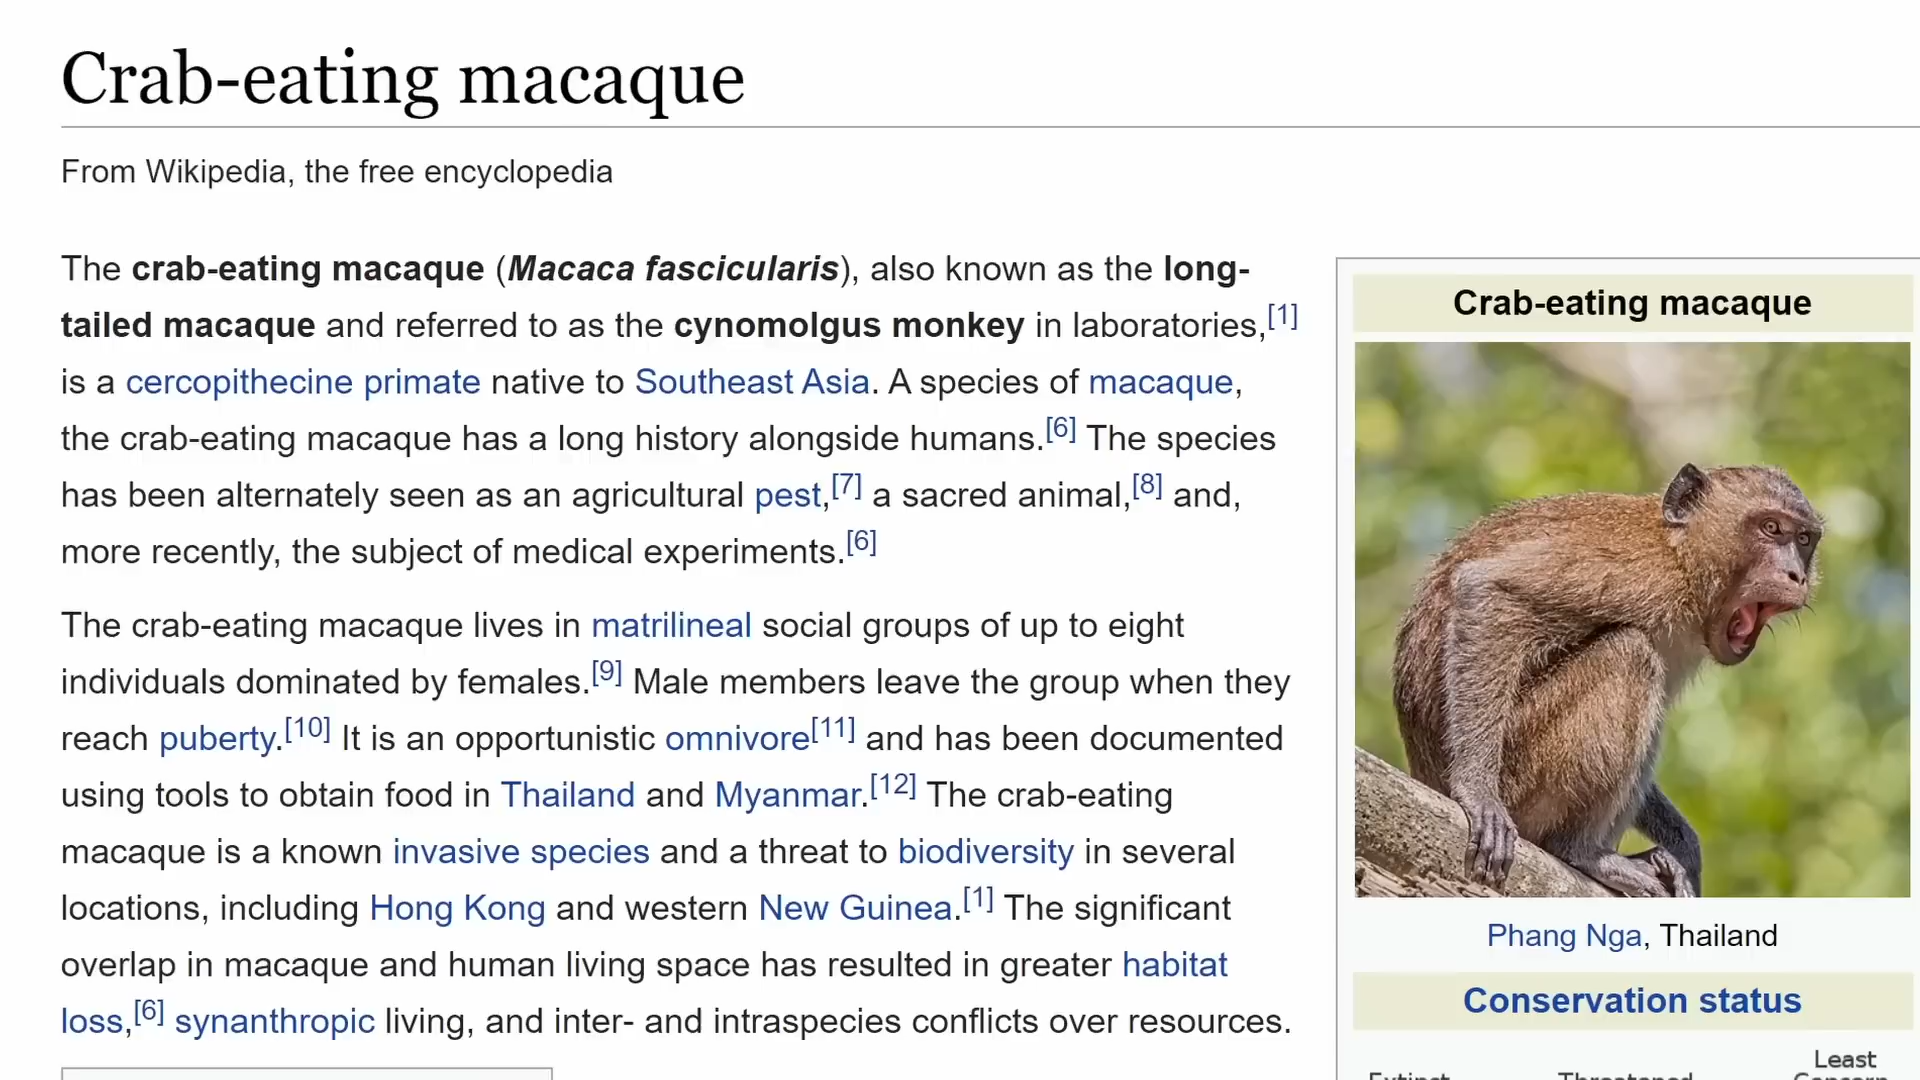 Crab-eating macaque
From Wikipedia, the free encyclopedia
The crab-eating macaque (Macaca fascicularis), also known as the long-
tailed macaque and referred to as the cynomolgus monkey in laboratories,[1]
is a cercopithecine primate native to Southeast Asia. A species of macaque,
the crab-eating macaque has a long history alongside humans.[6] The species
has been alternately seen as an agricultural pest,[7] a sacred animal,[8] and,
more recently, the subject of medical experiments.[6]
The crab-eating macaque lives in matrilineal social groups of up to eight
individuals dominated by females.[9] Male members leave the group when they
reach puberty.[10] It is an opportunistic omnivore[11] and has been documented
using tools to obtain food in Thailand and Myanmar.[12] The crab-eating
macaque is a known invasive species and a threat to biodiversity in several
locations, including Hong Kong and western New Guinea.[1] The significant
overlap in macaque and human living space has resulted in greater habitat
loss,[6] synanthropic living, and inter- and intraspecies conflicts over resources.
Crab-eating macaque
Phang Nga, Thailand
Conservation status
Least
Extinct Threatened Concern